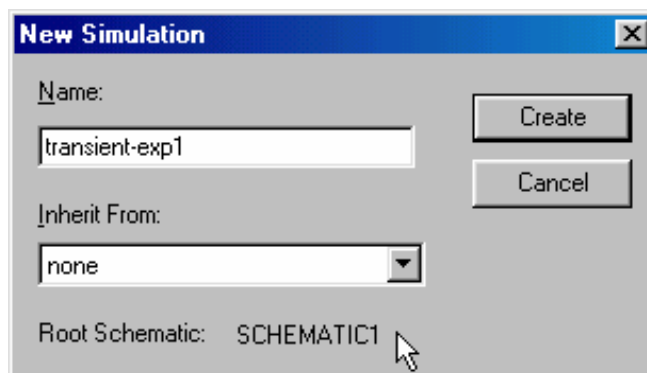 New Simulation
Name:
Create
transient-exp1
Cancel
Inherit From:
none
Root Schematic: SCHEMATIC1